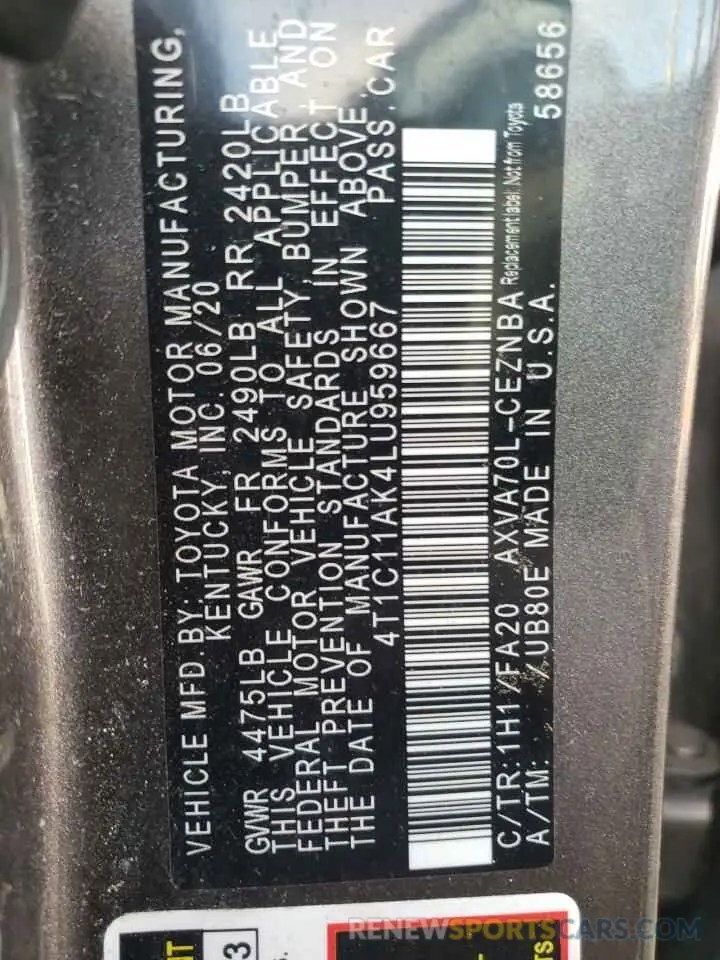 VEHICLE MFD.BY:TOYOTA MOTOR MANUFACTURING,
KENTUCKY, INC.06/20
GVWR 4475LB GAWR FR 2490LB RR 2420LB
THIS VEHICLE CONFORMS TO ALL APPLICABLE
FEDERAL MOTOR VEHICLE SAFETY, BUMPER, AND
THEFT PREVENTION STANDARDS IN EFFECT ON
THE DATE OF MANUFACTURE SHOWN ABOVE.
4T1C11AK4LU959667 PASS.CAR
C/TR:1H1 /FA20 AXVA70L-CEZNBA Replacement label. Not from Toyota
A/TM: /UB80E MADE IN U.S.A. 58656
3
RENEWSPORTSCARS.COM